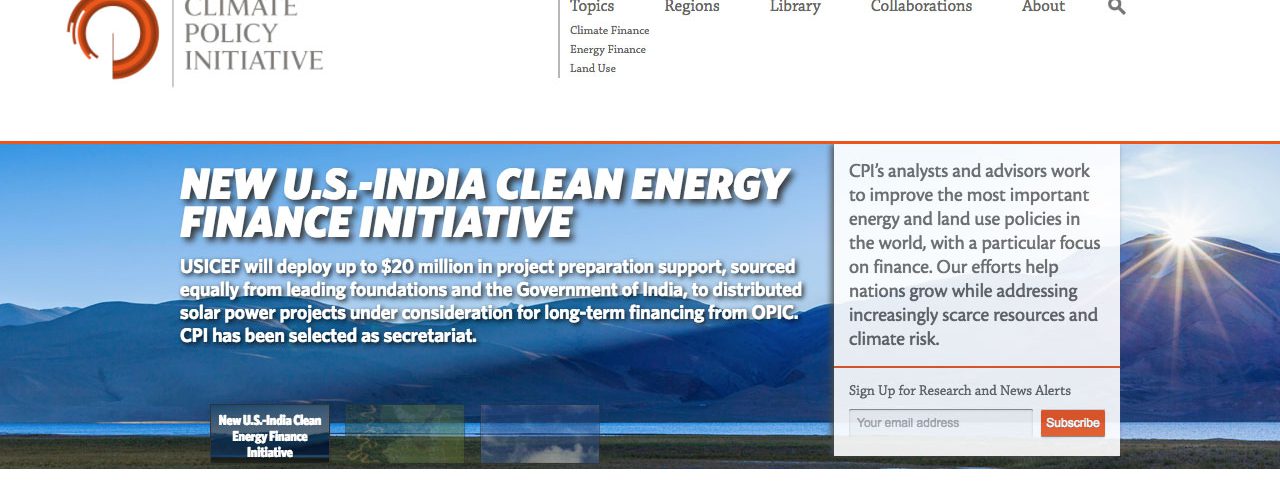 CLIMATE
POLICY
INITIATIVE
Topics Regions Library Collaborations About
Climate Finance
Energy Finance
Land Use
NEW U.S.-INDIA CLEAN ENERGY
FINANCE INITIATIVE
USICEF will deploy up to $20 million in project preparation support, sourced
equally from leading foundations and the Government of India, to distributed
solar power projects under consideration for long-term financing from OPIC.
CPI has been selected as secretariat.
New U.S.-India Clean
Energy Finance
Initiative
CPI’s analysts and advisors work
to improve the most important
energy and land use policies in
the world, with a particular focus
on finance. Our efforts help
nations grow while addressing
increasingly scarce resources and
climate risk.
Sign Up for Research and News Alerts
Your email address Subscribe